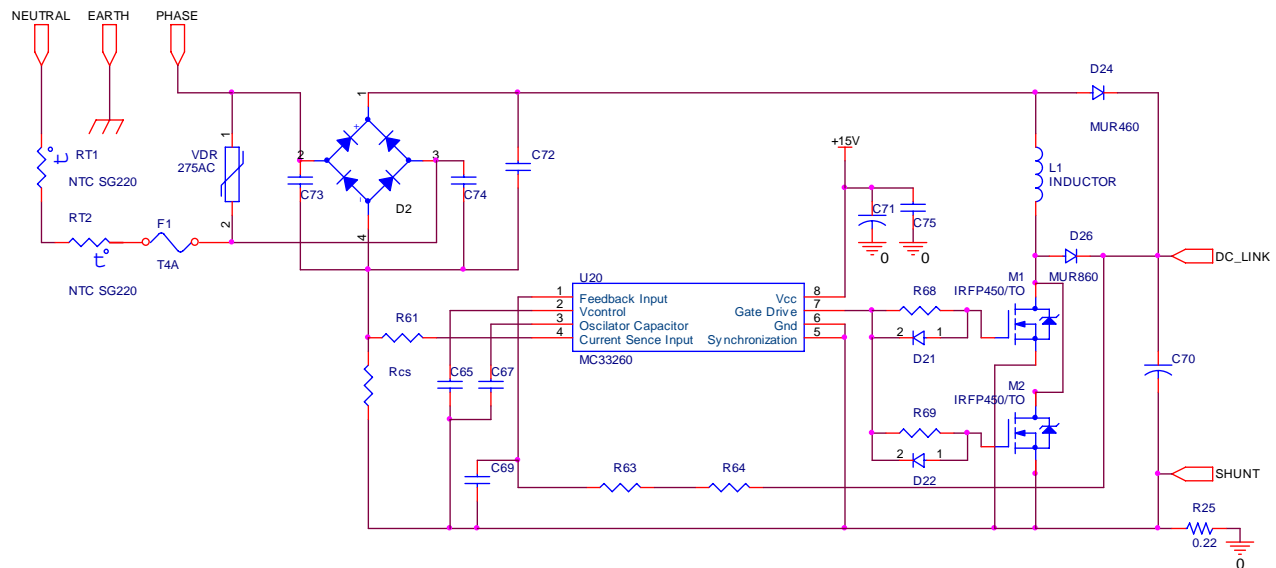 NEUTRAL EARTH PHASE
D24
MUR460
+15V
RT1
NTC SG220
VDR
275AC
1
2
1
2
3
4
C73
C74
C72
D2
L1
INDUCTOR
RT2
NTC SG220
F1
T4A
C71
C75
0
0
D26
MUR860
DC_LINK
U20
1 Feedback Input
2 Vcontrol
3 Oscilator Capacitor
4 Current Sence Input
Vcc 8
Gate Drive 7
Gnd 6
Synchronization 5
MC33260
R61
Rcs
C65
C67
R68
2 1
D21
M1
IRFP450/TO
C70
M2
IRFP450/TO
R69
2 1
D22
C69
R63
R64
SHUNT
R25
0.22
0